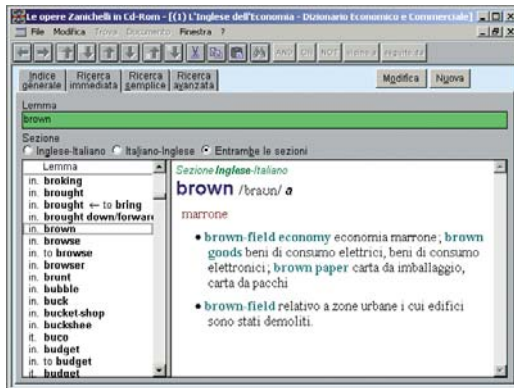 Le opere Zanichelli in Cd-Rom - [(1) L'Inglese dell'Economia - Dizionario Economico e Commerciale]
File Modifica Trova Documento Finestra ?
AND OR NOT vicino a seguito da
Indice generale
Ricerca immediata
Ricerca semplice
Ricerca avanzata
Modifica
Nuova
Lemma
brown
Sezione
Inglese-Italiano Italiano-Inglese Entrambe le sezioni
Lemma
in. broking
in. brought
in. brought ← to bring
in. brought down/forward
in. brown
in. browse
in. to browse
in. browser
in. brunt
in. bubble
in. buck
in. bucket-shop
in. buckshee
it. buco
in. budget
in. to budget
it. budget
Sezione Inglese-Italiano
brown /braun/ a
marrone
• brown-field economy economia marrone; brown
goods beni di consumo elettrici, beni di consumo
elettronici; brown paper carta da imballaggio,
carta da pacchi
• brown-field relativo a zone urbane i cui edifici
sono stati demoliti.